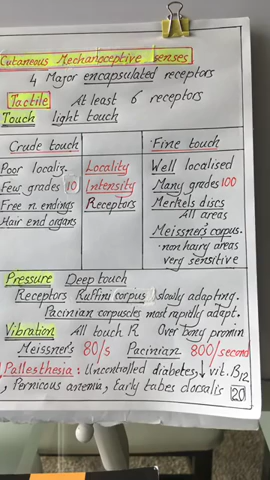 Cutaneous Mechanoceptive senses
4 Major encapsulated receptors
Tactile At least 6 receptors
Touch light touch
Crude touch Fine touch
Poor localiz. Locality Well localised
Few grades 10 Intensity Many grades 100
Free n. endings Receptors Merkels discs
Hair end organs All areas
Meissner's corpus.
non hairy areas
very sensitive
Pressure Deep touch
Receptors Ruffini corpus slowly adapting.
Pacinian corpuscles most rapidly adapt.
Vibration All touch R Over bony promin
Meissner's 80/s Pacinian 800/second
Pallesthesia: Uncontrolled diabetes, ↓ vit. B12
, Pernicous anemia, Early tabes dorsalis 20